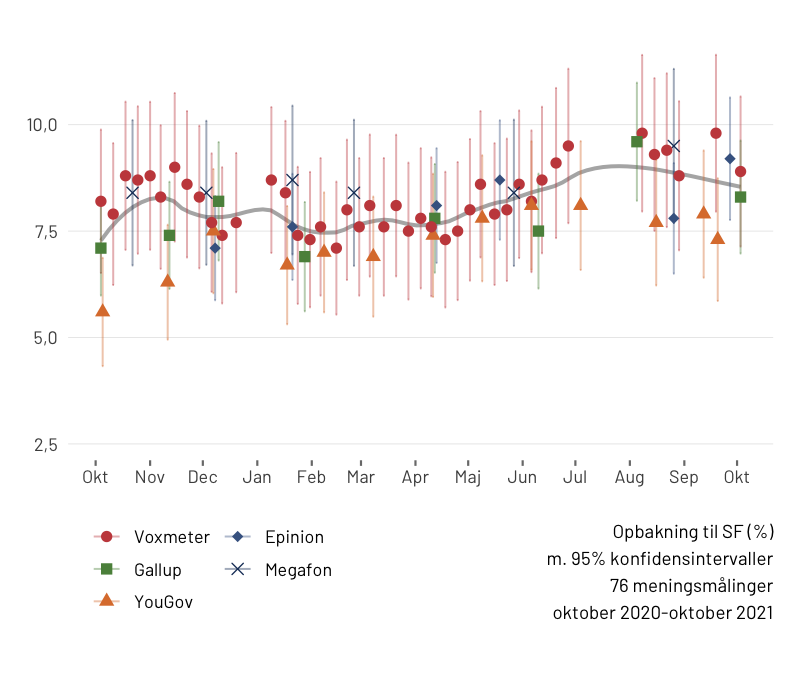 10,0
7,5
5,0
2,5
Okt Nov Dec Jan Feb Mar Apr Maj Jun Jul Aug Sep Okt
Voxmeter
Epinion
Gallup
Megafon
YouGov
Opbakning til SF (%)
m. 95% konfidensintervaller
76 meningsmålinger
oktober 2020-oktober 2021